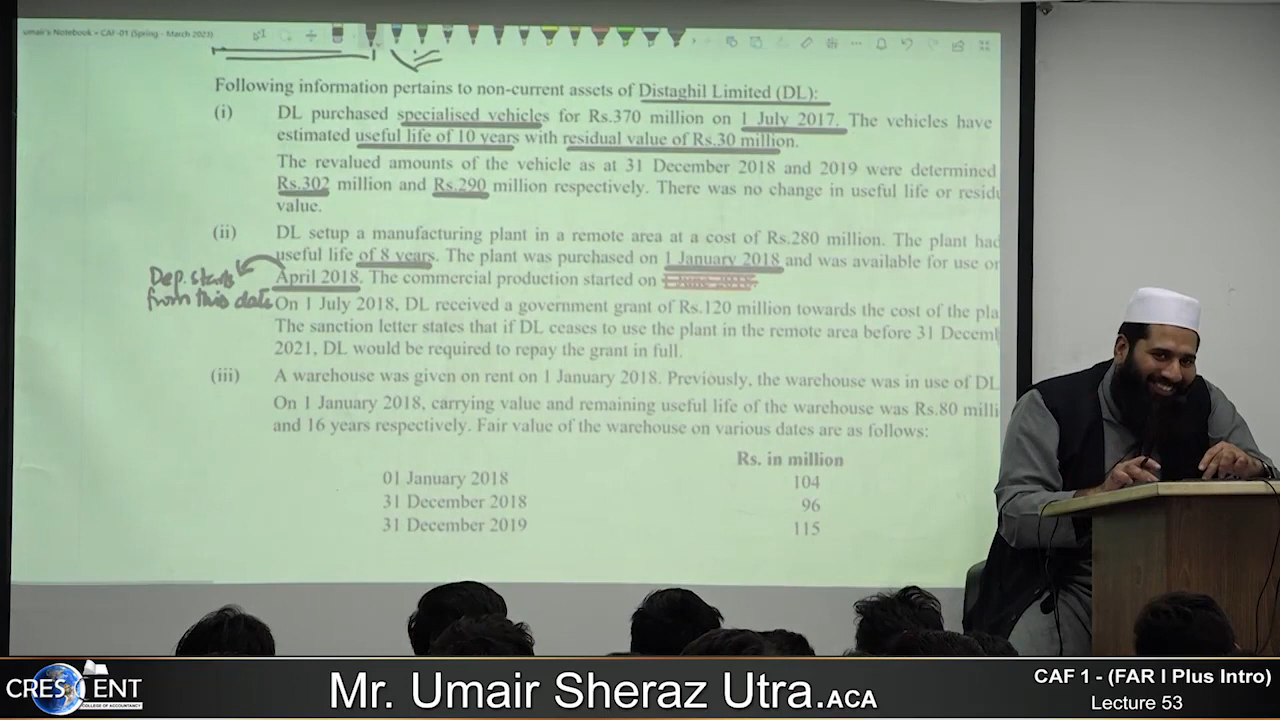 umair's Notebook » CAF-01 (Spring - March 2023)
Following information pertains to non-current assets of Distaghil Limited (DL):
(i) DL purchased specialised vehicles for Rs.370 million on 1 July 2017. The vehicles have
estimated useful life of 10 years with residual value of Rs.30 million.
The revalued amounts of the vehicle as at 31 December 2018 and 2019 were determined
Rs.302 million and Rs.290 million respectively. There was no change in useful life or resid
value.
(ii) DL setup a manufacturing plant in a remote area at a cost of Rs.280 million. The plant had
useful life of 8 years. The plant was purchased on 1 January 2018 and was available for use on
April 2018. The commercial production started on
Dep. starts
from this date
On 1 July 2018, DL received a government grant of Rs.120 million towards the cost of the pla
The sanction letter states that if DL ceases to use the plant in the remote area before 31 Decem
2021, DL would be required to repay the grant in full.
(iii) A warehouse was given on rent on 1 January 2018. Previously, the warehouse was in use of DL
On 1 January 2018, carrying value and remaining useful life of the warehouse was Rs.80 milli
and 16 years respectively. Fair value of the warehouse on various dates are as follows:
Rs. in million
01 January 2018 104
31 December 2018 96
31 December 2019 115
CRESCENT
COLLEGE OF ACCOUNTANCY
Mr. Umair Sheraz Utra.ACA
CAF 1 - (FAR I Plus Intro)
Lecture 53